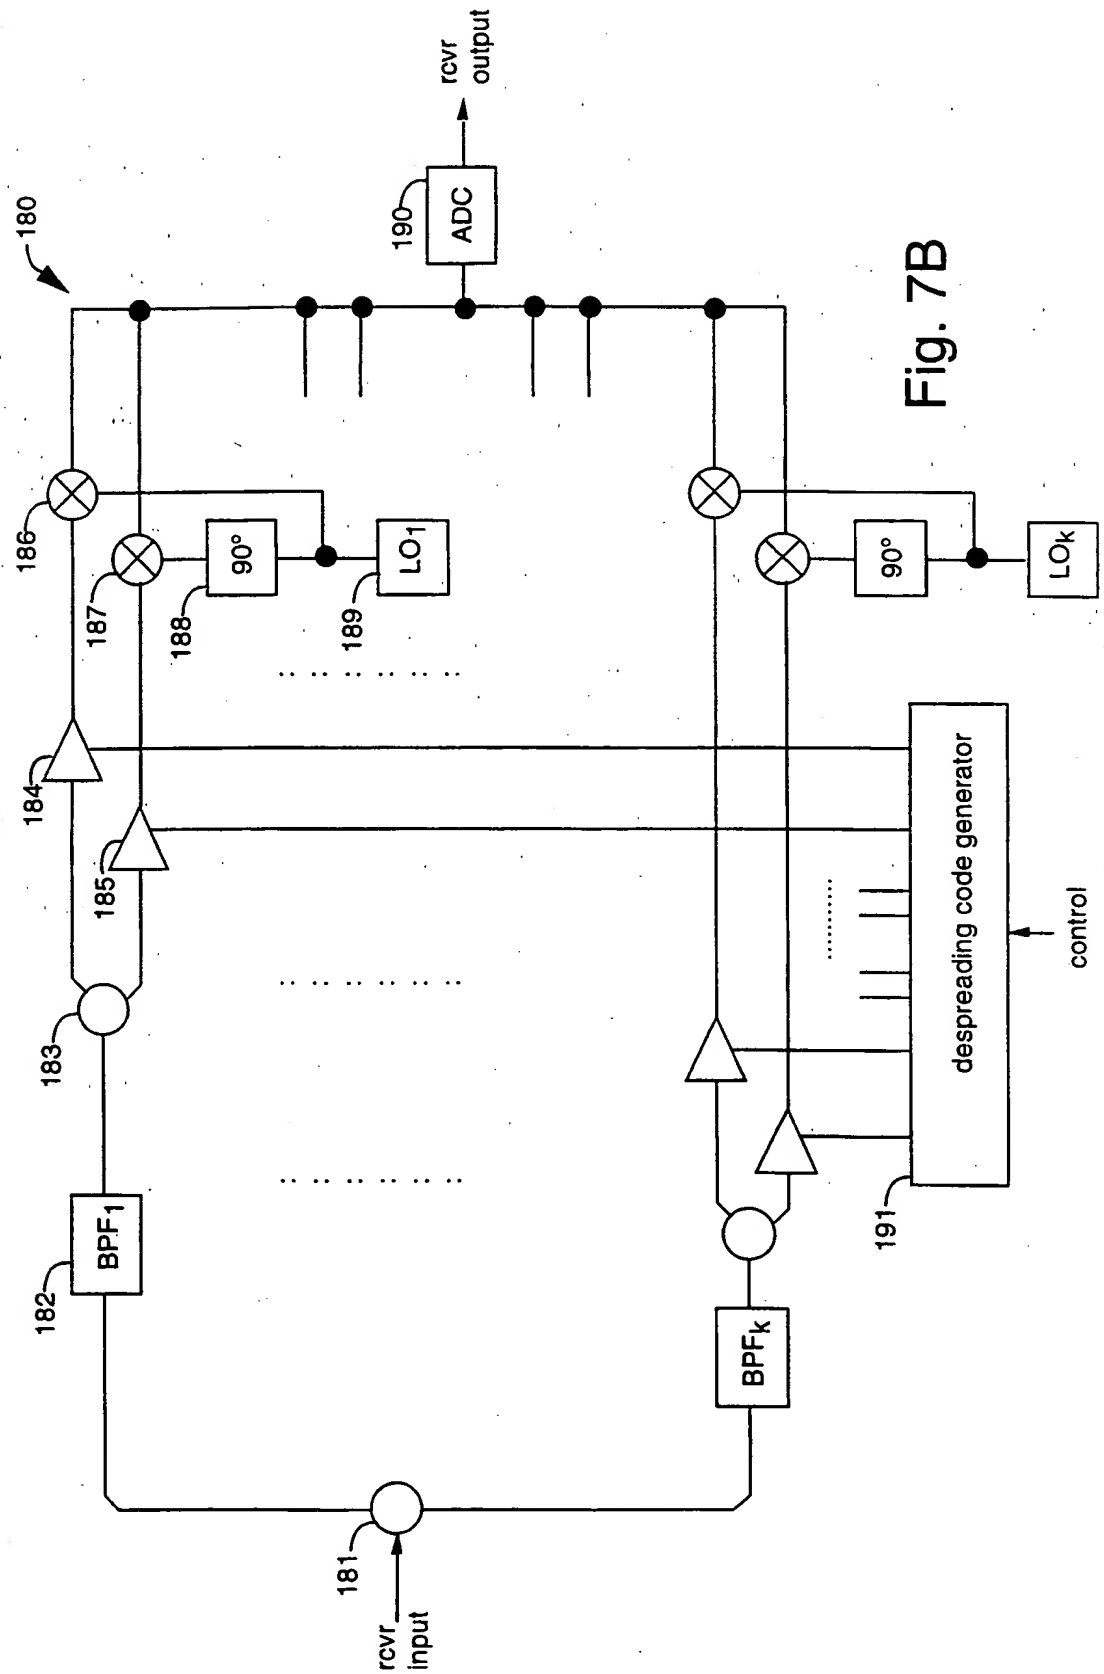 180
186
187
184
185
183
182
BPF1
90°
188
LO1
189
190
ADC
rcvr
output
181
rcvr
input
BPFk
90°
LOk
191
despreading code generator
control
Fig. 7B